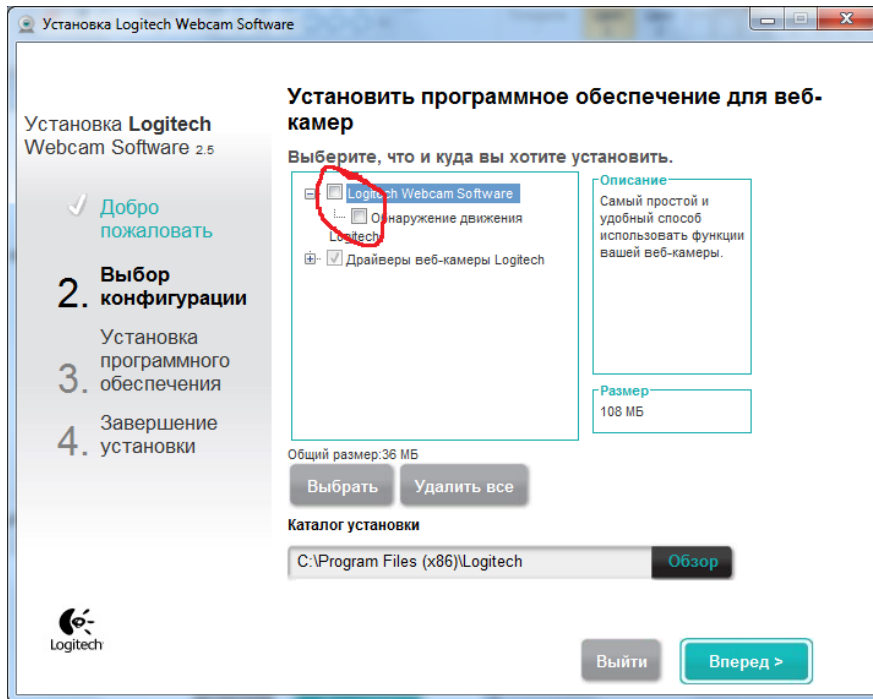 Установка Logitech Webcam Software
Установка Logitech
Webcam Software 2.5
Добро
пожаловать
2. Выбор
конфигурации
3. Установка
программного
обеспечения
4. Завершение
установки
Logitech
Установить программное обеспечение для веб-
камер
Выберите, что и куда вы хотите установить.
Logitech Webcam Software
Обнаружение движения
Logitech
Драйверы веб-камеры Logitech
Описание
Самый простой и
удобный способ
использовать функции
вашей веб-камеры.
Размер
108 МБ
Общий размер:36 МБ
Выбрать
Удалить все
Каталог установки
C:\Program Files (x86)\Logitech
Обзор
Выйти
Вперед >